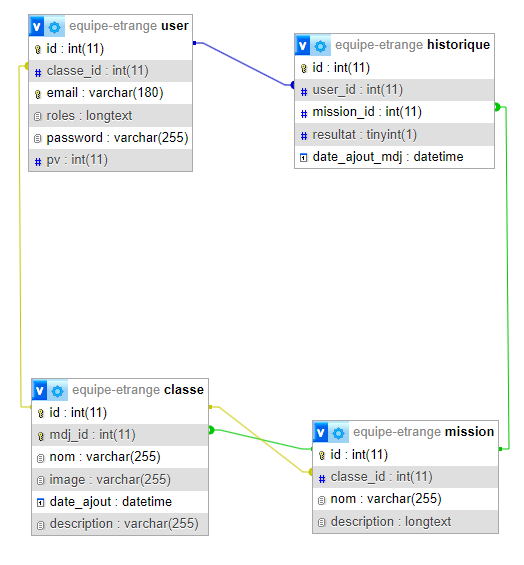 equipe-etrange user
id : int(11)
classe_id : int(11)
email : varchar(180)
roles : longtext
password : varchar(255)
pv : int(11)
equipe-etrange historique
id : int(11)
user_id : int(11)
mission_id : int(11)
resultat : tinyint(1)
date_ajout_mdj : datetime
equipe-etrange classe
id : int(11)
mdj_id : int(11)
nom : varchar(255)
image : varchar(255)
date_ajout : datetime
description : varchar(255)
equipe-etrange mission
id : int(11)
classe_id : int(11)
nom : varchar(255)
description : longtext